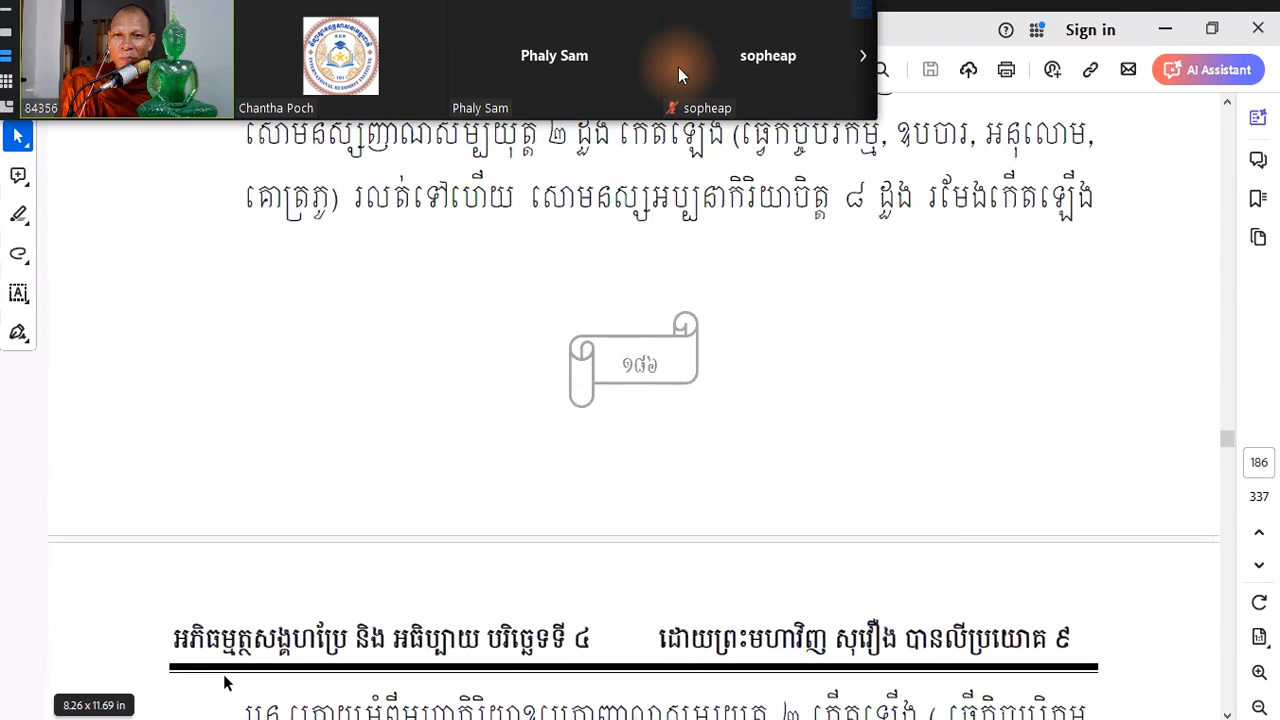 Sign in
Phaly Sam
sopheap
84356
Chantha Poch
Phaly Sam
sopheap
AI Assistant
សោមនស្សញាណសម្បយុត្ត ២ ដួង កើតឡើង (ធ្វើកិច្ចបរិកម្ម, ឧបចារ, អនុលោម,
គោត្រភូ) រលត់ទៅហើយ សោមនស្សអប្បនាកិរិយាចិត្ត ៨ ដួង រមែងកើតឡើង
១៨៦
186
337
អភិធម្មត្ថសង្គហប្រែ និង អធិប្បាយ បរិច្ឆេទទី ៤ ដោយព្រះមហាវិញ សុវឿង បានលីប្រយោគ ៩
8.26 x 11.69 in